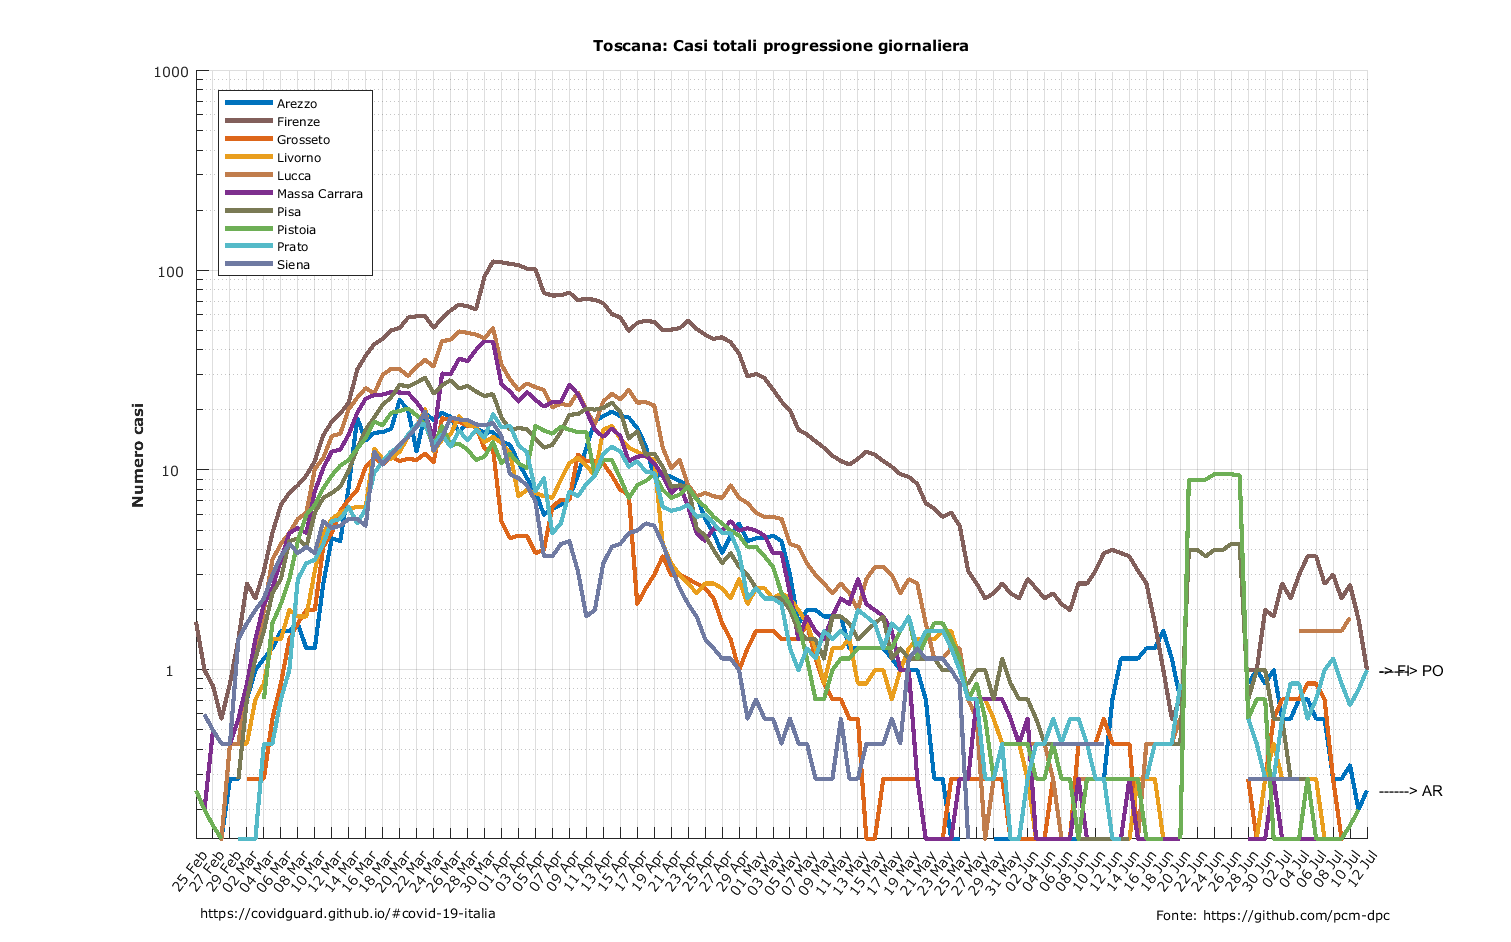 Toscana: Casi totali progressione giornaliera
1000
100
10
1
Numero casi
Arezzo
Firenze
Grosseto
Livorno
Lucca
Massa Carrara
Pisa
Pistoia
Prato
Siena
-----> PO
------> AR
25 Feb
27 Feb
29 Feb
02 Mar
04 Mar
06 Mar
08 Mar
10 Mar
12 Mar
14 Mar
16 Mar
18 Mar
20 Mar
22 Mar
24 Mar
26 Mar
28 Mar
30 Mar
01 Apr
03 Apr
05 Apr
07 Apr
09 Apr
11 Apr
13 Apr
15 Apr
17 Apr
19 Apr
21 Apr
23 Apr
25 Apr
27 Apr
29 Apr
01 May
03 May
05 May
07 May
09 May
11 May
13 May
15 May
17 May
19 May
21 May
23 May
25 May
27 May
29 May
31 May
02 Jun
04 Jun
06 Jun
08 Jun
10 Jun
12 Jun
14 Jun
16 Jun
18 Jun
20 Jun
22 Jun
24 Jun
26 Jun
28 Jun
30 Jun
02 Jul
04 Jul
06 Jul
08 Jul
10 Jul
12 Jul
https://covidguard.github.io/#covid-19-italia
Fonte: https://github.com/pcm-dpc